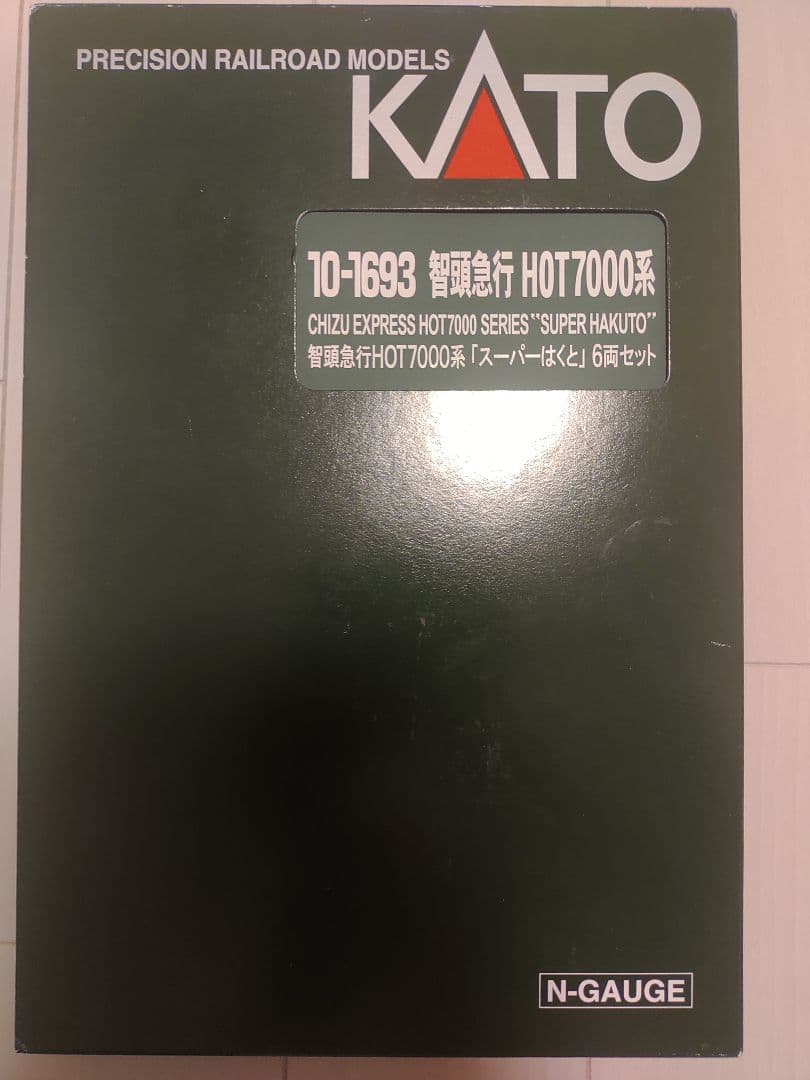 PRECISION RAILROAD MODELS
KATO
10-1693 智頭急行 HOT7000系
CHIZU EXPRESS HOT7000 SERIES "SUPER HAKUTO"
智頭急行HOT7000系「スーパーはくと」6両セット
N-GAUGE